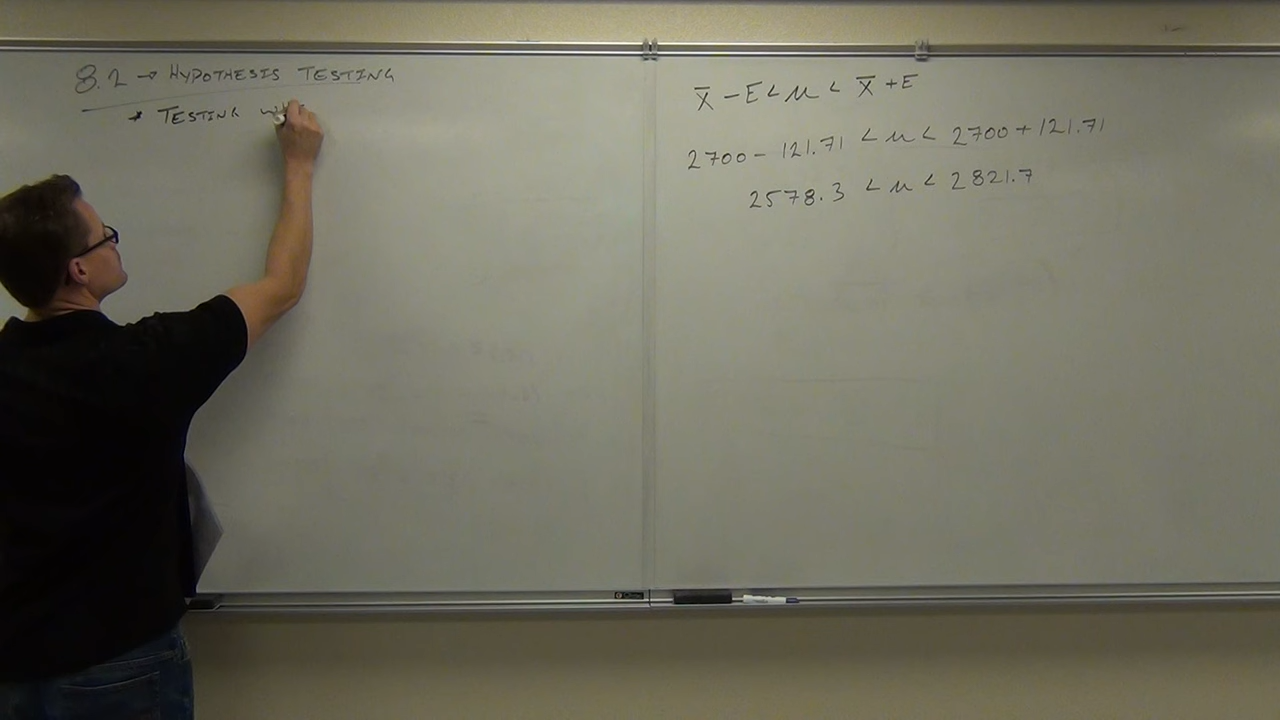 8.2 → HYPOTHESIS TESTING
* TESTING
x̄ - E < μ < x̄ + E
2700 - 121.71 < μ < 2700 + 121.71
2578.3 < μ < 2821.7